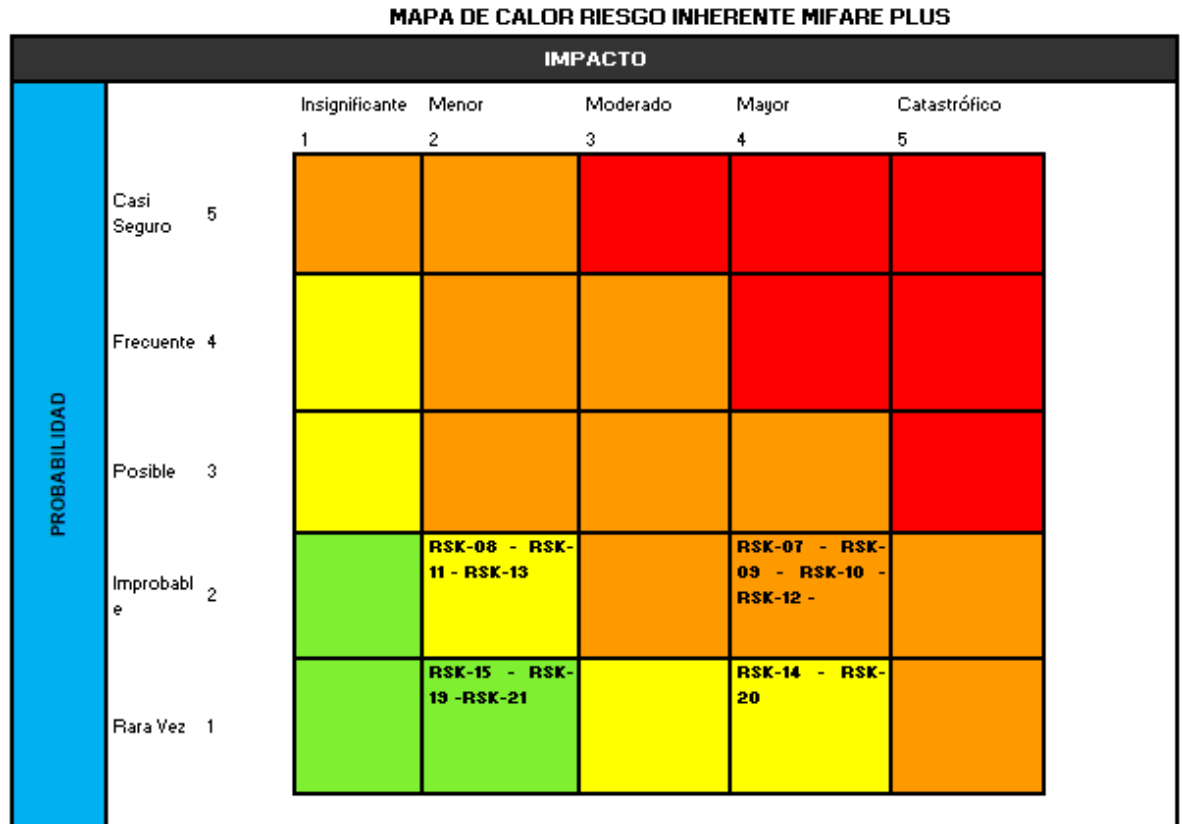 MAPA DE CALOR RIESGO INHERENTE MIFARE PLUS
IMPACTO
Insignificante Menor Moderado Mayor Catastrófico
1 2 3 4 5
PROBABILIDAD
Casi
Seguro 5
Frecuente 4
Posible 3
RSK-08 - RSK-
11 - RSK-13
RSK-07 - RSK-
09 - RSK-10 -
RSK-12 -
Improbabl
e 2
RSK-15 - RSK-
19 -RSK-21
RSK-14 - RSK-
20
Rara Vez 1